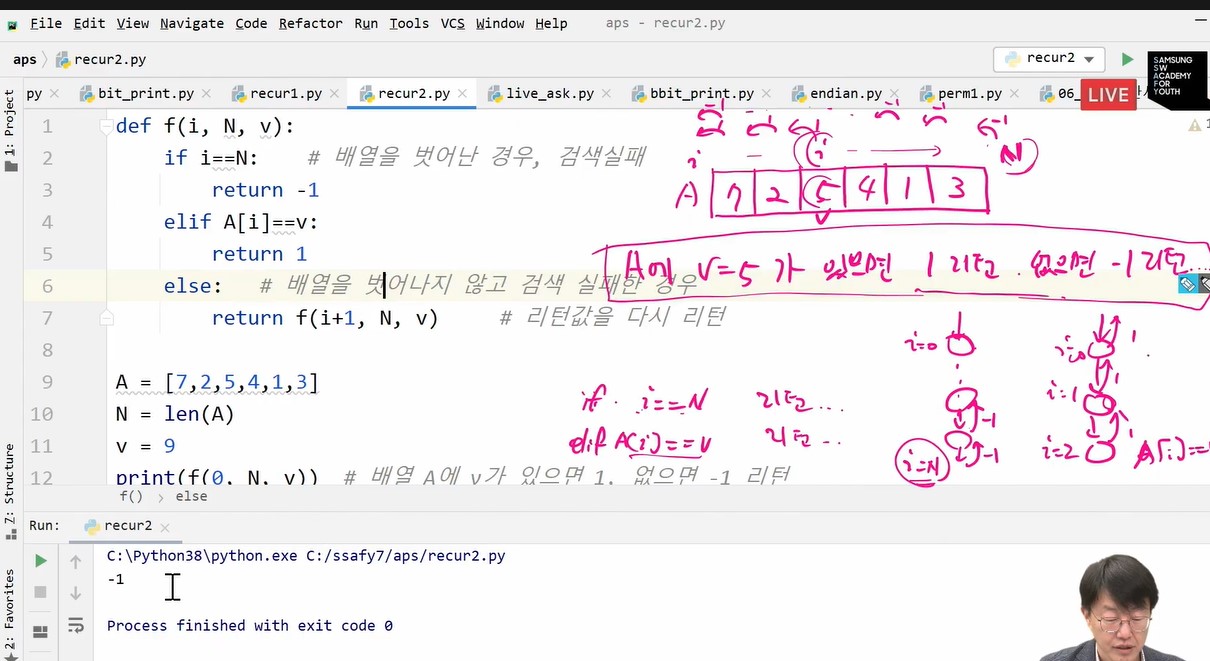 File Edit View Navigate Code Refactor Run Tools VCS Window Help aps - recur2.py
aps recur2.py recur2
SAMSUNG
SW
ACADEMY
FOR
YOUTH
py bit_print.py recur1.py recur2.py live_ask.py bbit_print.py endian.py perm1.py 06_
LIVE
1: Project
1 def f(i, N, v):
2 if i==N: # 배열을 벗어난 경우, 검색실패
3 return -1
4 elif A[i]==v:
5 return 1
6 else: # 배열을 벗어나지 않고 검색 실패한 경우
7 return f(i+1, N, v) # 리턴값을 다시 리턴
8
9 A = [7,2,5,4,1,3]
10 N = len(A)
11 v = 9
12 print(f(0, N, v)) # 배열 A에 v가 있으면 1, 없으면 -1 리턴
i i N
A 7 2 5 4 1 3
v
A에 v=5 가 있으면 1 리턴. 없으면 -1 리턴...
i=0
i=0 1
i=1 1
if i==N 리턴...
elif A[i]==v 리턴..
-1
-1
i=N
i=2 1
A[i]==
f() else
7: Structure
2: Favorites
Run: recur2
C:\Python38\python.exe C:/ssafy7/aps/recur2.py
-1
Process finished with exit code 0